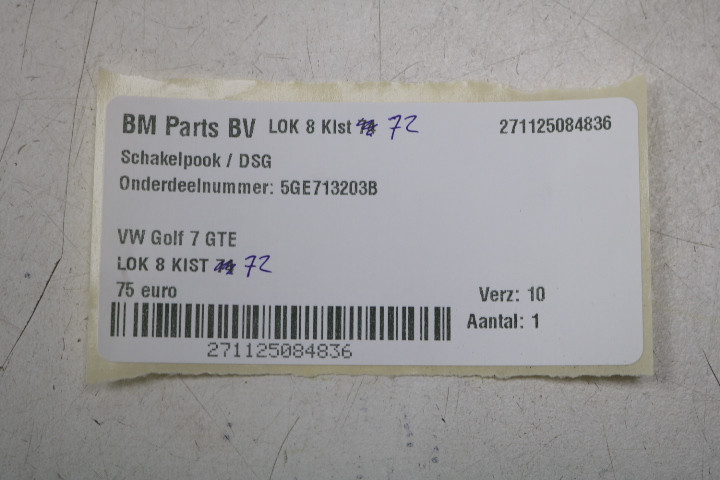 BM Parts BV LOK 8 KIst 72 271125084836
Schakelpook / DSG
Onderdeelnummer: 5GE713203B
VW Golf 7 GTE
LOK 8 KIST 72
75 euro Verz: 10
Aantal: 1
271125084836